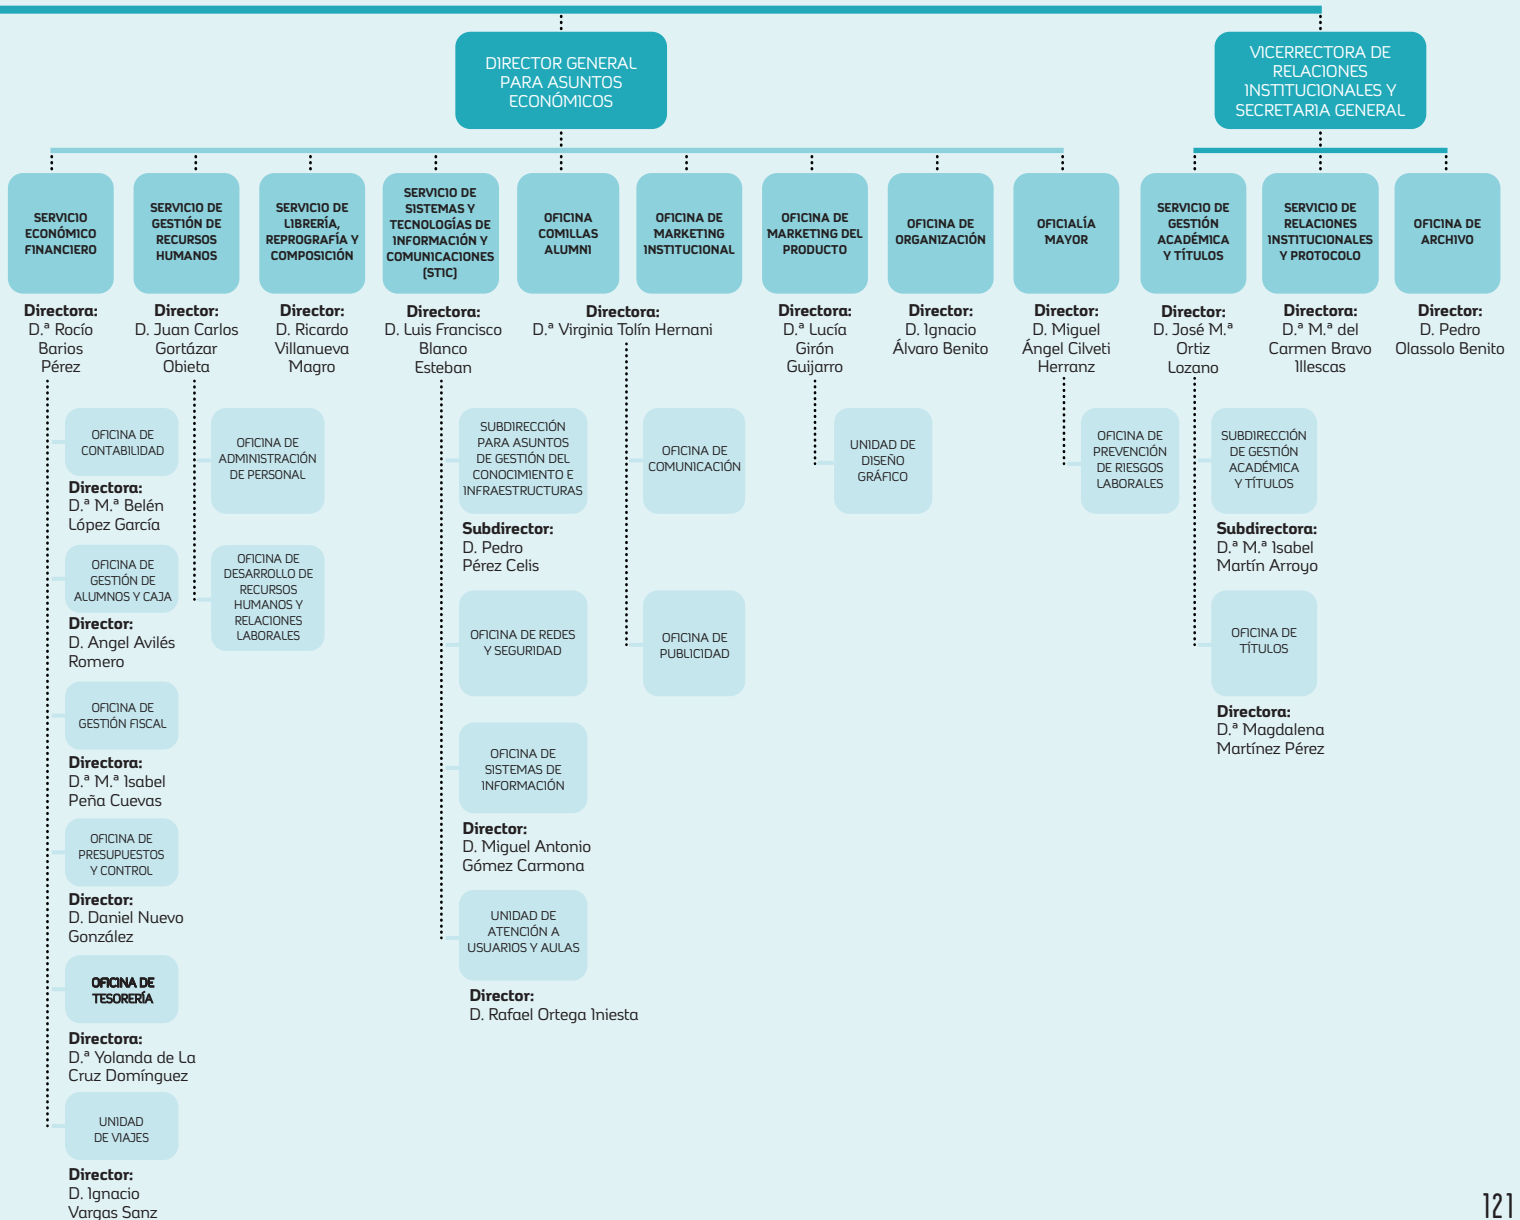 DIRECTOR GENERAL
PARA ASUNTOS
ECONÓMICOS
VICERRECTORA DE
RELACIONES
INSTITUCIONALES Y
SECRETARIA GENERAL
SERVICIO
ECONÓMICO
FINANCIERO
SERVICIO DE
GESTIÓN DE
RECURSOS
HUMANOS
SERVICIO DE
LIBRERÍA,
REPROGRAFÍA Y
COMPOSICIÓN
SERVICIO DE
SISTEMAS Y
TECNOLOGÍAS DE
INFORMACIÓN Y
COMUNICACIONES
(STIC)
OFICINA
COMILLAS
ALUMNI
OFICINA DE
MARKETING
INSTITUCIONAL
OFICINA DE
MARKETING DEL
PRODUCTO
OFICINA DE
ORGANIZACIÓN
OFICIALÍA
MAYOR
SERVICIO DE
GESTIÓN
ACADÉMICA
Y TÍTULOS
SERVICIO DE
RELACIONES
INSTITUCIONALES
Y PROTOCOLO
OFICINA DE
ARCHIVO
Directora:
D.ª Rocío
Barios
Pérez
Director:
D. Juan Carlos
Gortázar
Obieta
Director:
D. Ricardo
Villanueva
Magro
Directora:
D. Luis Francisco
Blanco
Esteban
Directora:
D.ª Virginia Tolín Hernani
Directora:
D.ª Lucía
Girón
Guijarro
Director:
D. Ignacio
Álvaro Benito
Director:
D. Miguel
Ángel Cilveti
Herranz
Director:
D. José M.ª
Ortiz
Lozano
Directora:
D.ª M.ª del
Carmen Bravo
Illescas
Director:
D. Pedro
Olassolo Benito
OFICINA DE
CONTABILIDAD
Directora:
D.ª M.ª Belén
López García
OFICINA DE
GESTIÓN DE
ALUMNOS Y CAJA
Director:
D. Angel Avilés
Romero
OFICINA DE
GESTIÓN FISCAL
Directora:
D.ª M.ª Isabel
Peña Cuevas
OFICINA DE
PRESUPUESTOS
Y CONTROL
Director:
D. Daniel Nuevo
González
OFICINA DE
TESORERÍA
Directora:
D.ª Yolanda de La
Cruz Domínguez
UNIDAD
DE VIAJES
Director:
D. Ignacio
Vargas Sanz
OFICINA DE
ADMINISTRACIÓN
DE PERSONAL
OFICINA DE
DESARROLLO DE
RECURSOS
HUMANOS Y
RELACIONES
LABORALES
SUBDIRECCIÓN
PARA ASUNTOS
DE GESTIÓN DEL
CONOCIMIENTO E
INFRAESTRUCTURAS
Subdirector:
D. Pedro
Pérez Celis
OFICINA DE REDES
Y SEGURIDAD
OFICINA DE
SISTEMAS DE
INFORMACIÓN
Director:
D. Miguel Antonio
Gómez Carmona
UNIDAD DE
ATENCIÓN A
USUARIOS Y AULAS
Director:
D. Rafael Ortega Iniesta
OFICINA DE
COMUNICACIÓN
OFICINA DE
PUBLICIDAD
UNIDAD DE
DISEÑO
GRÁFICO
OFICINA DE
PREVENCIÓN
DE RIESGOS
LABORALES
SUBDIRECCIÓN
DE GESTIÓN
ACADÉMICA
Y TÍTULOS
Subdirectora:
D.ª M.ª Isabel
Martín Arroyo
OFICINA DE
TÍTULOS
Directora:
D.ª Magdalena
Martínez Pérez
121